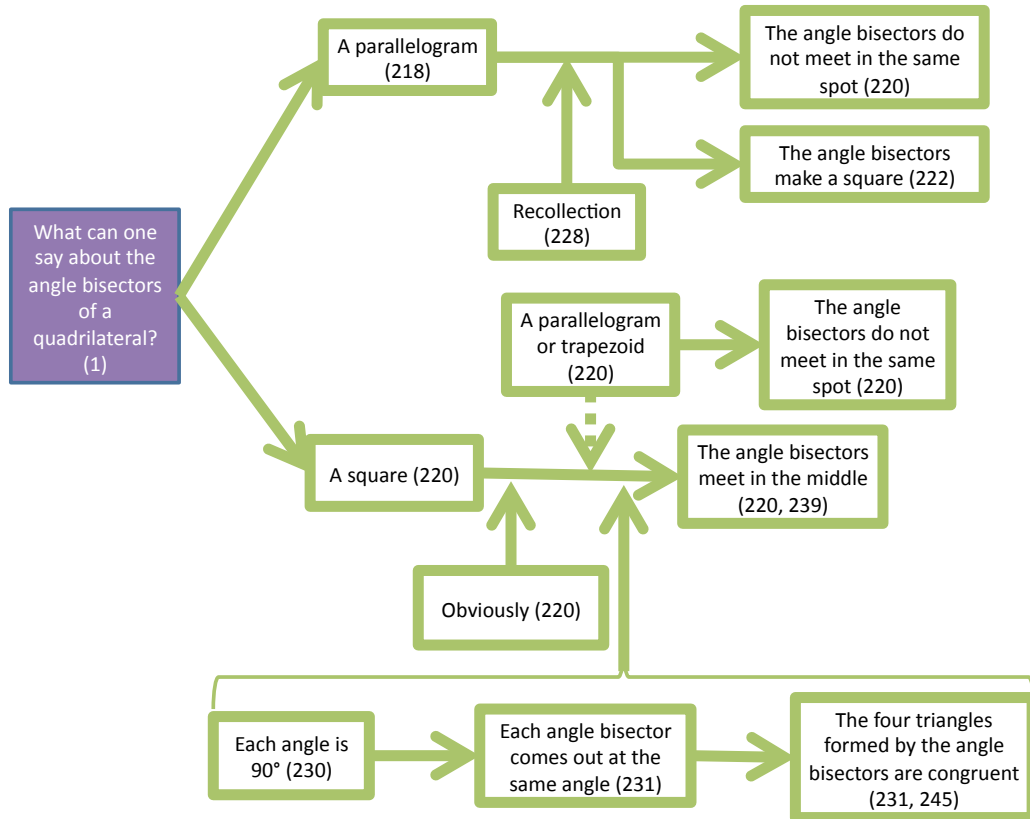 A parallelogram
(218)
The angle bisectors do
not meet in the same
spot (220)
The angle bisectors
make a square (222)
Recollection
(228)
What can one
say about the
angle bisectors
of a
quadrilateral?
(1)
A parallelogram
or trapezoid
(220)
The angle
bisectors do not
meet in the same
spot (220)
A square (220)
The angle bisectors
meet in the middle
(220, 239)
Obviously (220)
Each angle is
90° (230)
Each angle bisector
comes out at the
same angle (231)
The four triangles
formed by the angle
bisectors are congruent
(231, 245)